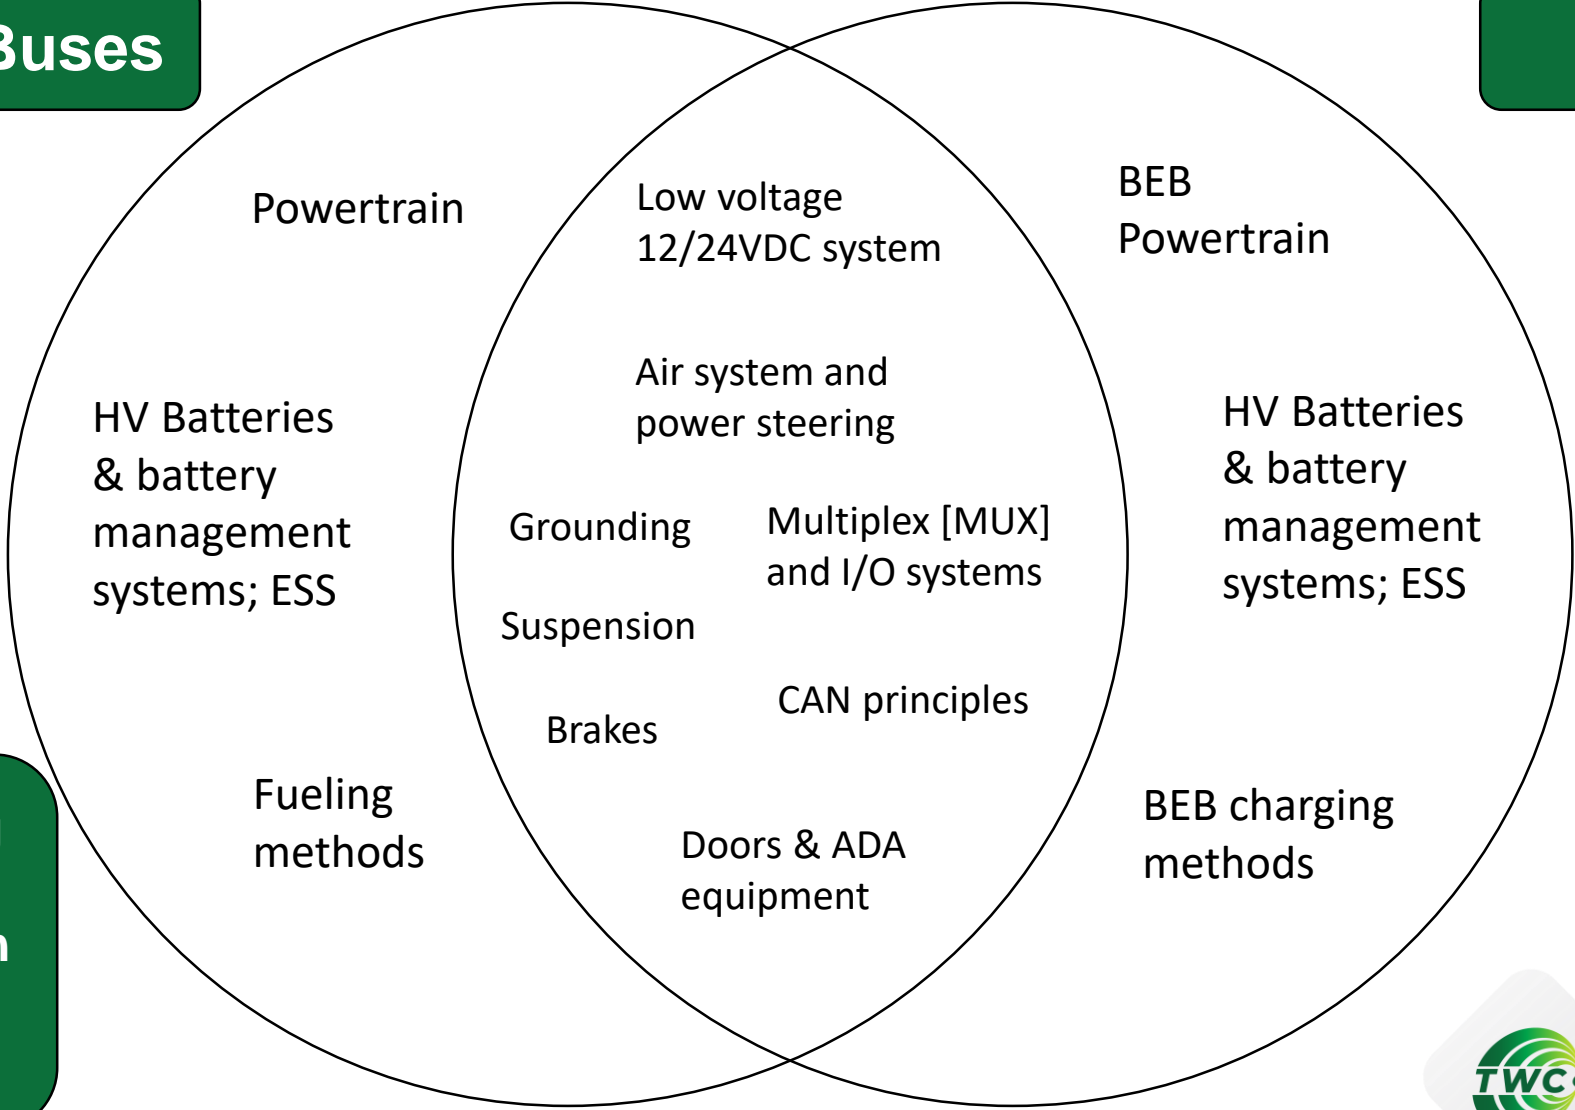 Buses
Powertrain
HV Batteries
& battery
management
systems; ESS
Fueling
methods
Low voltage
12/24VDC system
Air system and
power steering
Grounding
Multiplex [MUX]
and I/O systems
Suspension
CAN principles
Brakes
Doors & ADA
equipment
BEB
Powertrain
HV Batteries
& battery
management
systems; ESS
BEB charging
methods
TWC